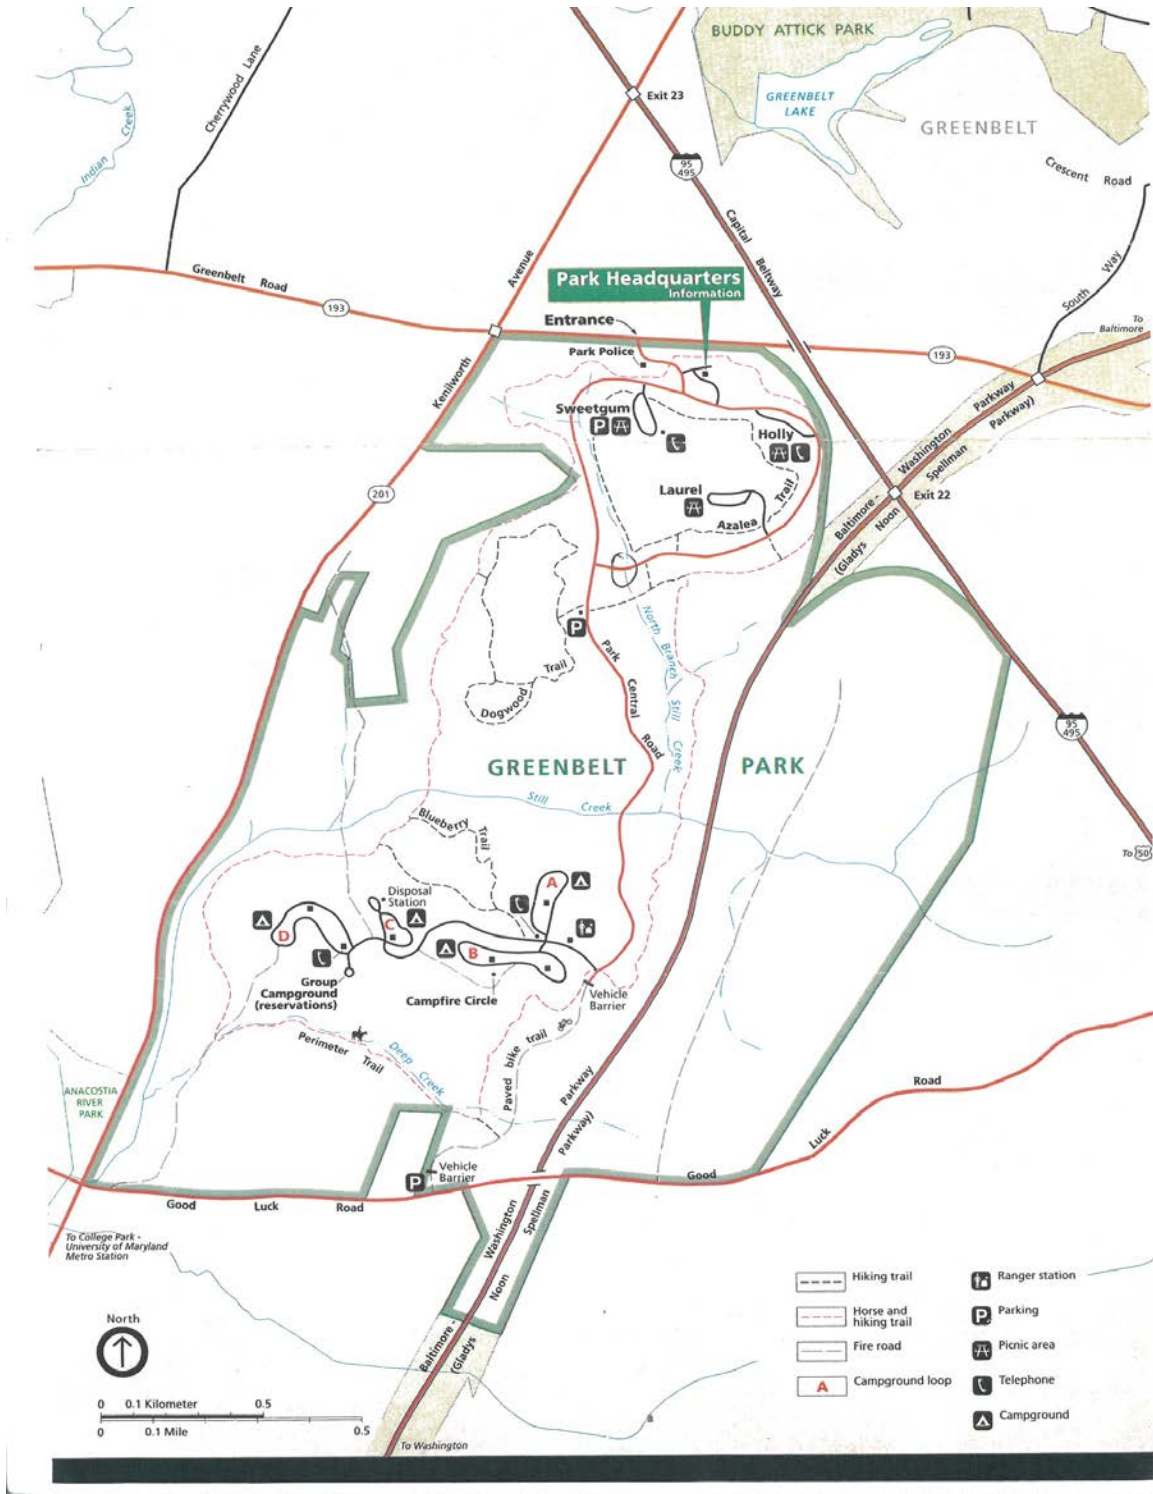 BUDDY ATTICK PARK
Cherrywood Lane
Exit 23
GREENBELT
LAKE
Indian Creek
GREENBELT
95
495
Crescent Road
Capital Beltway
Avenue
Greenbelt Road
Park Headquarters
Information
South Way
193
Entrance
To
Baltimore
Park Police
193
Kenilworth
Parkway
Parkway)
Sweetgum
P
Holly
Washington
Spellman
201
Laurel
Trail
Exit 22
Azalea
Baltimore -
(Gladys Noon
P
North Branch Still Creek
Park Central Road
Trail
Dogwood
95
495
GREENBELT PARK
Still Creek
Blueberry Trail
To 50
A
Disposal
Station
C
D
B
Group
Campground
(reservations)
Campfire Circle
Vehicle
Barrier
Perimeter Trail
Deep Creek
Paved bike trail
Parkway
Parkway)
ANACOSTIA
RIVER
PARK
Road
Luck
Good
Vehicle
Barrier
P
Good Luck Road
Washington
Spellman
To College Park -
University of Maryland
Metro Station
Noon
Baltimore -
(Gladys
To Washington
North
0 0.1 Kilometer 0.5
0 0.1 Mile 0.5
Hiking trail
Ranger station
Horse and
hiking trail
P Parking
Fire road
Picnic area
A Campground loop
Telephone
Campground